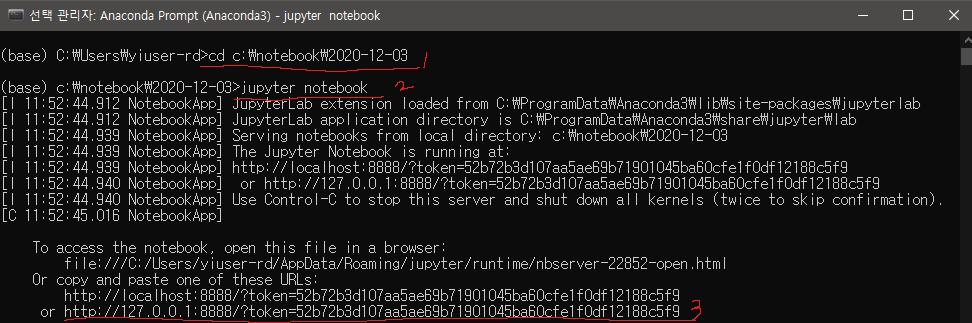 선택 관리자: Anaconda Prompt (Anaconda3) - jupyter notebook
(base) C:₩Users₩yiuser-rd>cd c:₩notebook₩2020-12-03 1
(base) c:₩notebook₩2020-12-03>jupyter notebook 2
[I 11:52:44.912 NotebookApp] JupyterLab extension loaded from C:₩ProgramData₩Anaconda3₩lib₩site-packages₩jupyterlab
[I 11:52:44.912 NotebookApp] JupyterLab application directory is C:₩ProgramData₩Anaconda3₩share₩jupyter₩lab
[I 11:52:44.939 NotebookApp] Serving notebooks from local directory: c:₩notebook₩2020-12-03
[I 11:52:44.939 NotebookApp] The Jupyter Notebook is running at:
[I 11:52:44.939 NotebookApp] http://localhost:8888/?token=52b72b3d107aa5ae69b71901045ba60cfe1f0df12188c5f9
[I 11:52:44.940 NotebookApp]  or http://127.0.0.1:8888/?token=52b72b3d107aa5ae69b71901045ba60cfe1f0df12188c5f9
[I 11:52:44.940 NotebookApp] Use Control-C to stop this server and shut down all kernels (twice to skip confirmation).
[C 11:52:45.016 NotebookApp]
To access the notebook, open this file in a browser:
file:///C:/Users/yiuser-rd/AppData/Roaming/jupyter/runtime/nbserver-22852-open.html
Or copy and paste one of these URLs:
http://localhost:8888/?token=52b72b3d107aa5ae69b71901045ba60cfe1f0df12188c5f9
or http://127.0.0.1:8888/?token=52b72b3d107aa5ae69b71901045ba60cfe1f0df12188c5f9 3